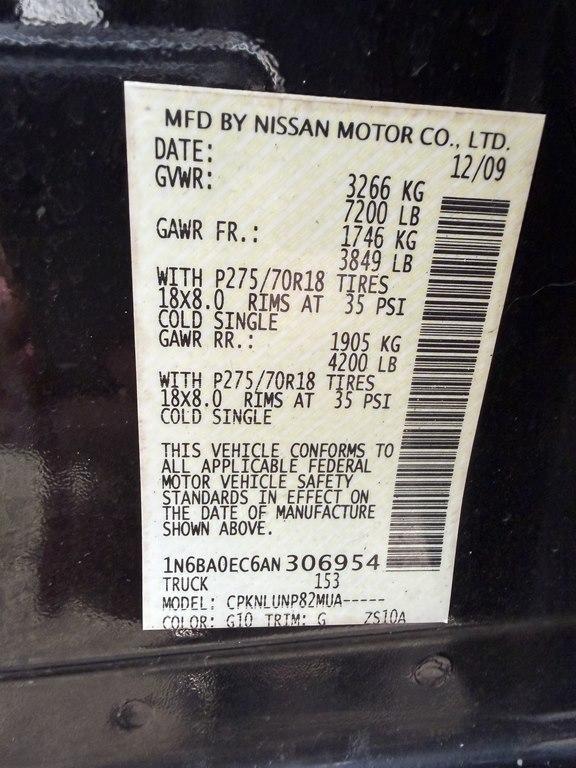 MFD BY NISSAN MOTOR CO., LTD.
DATE: 12/09
GVWR: 3266 KG
7200 LB
GAWR FR.: 1746 KG
3849 LB
WITH P275/70R18 TIRES
18X8.0 RIMS AT 35 PSI
COLD SINGLE
GAWR RR.: 1905 KG
4200 LB
WITH P275/70R18 TIRES
18X8.0 RIMS AT 35 PSI
COLD SINGLE
THIS VEHICLE CONFORMS TO
ALL APPLICABLE FEDERAL
MOTOR VEHICLE SAFETY
STANDARDS IN EFFECT ON
THE DATE OF MANUFACTURE
SHOWN ABOVE.
1N6BA0EC6AN 306954
TRUCK 153
MODEL: CPKNLUNP82MUA-----
COLOR: G10 TRIM: G ZS10A